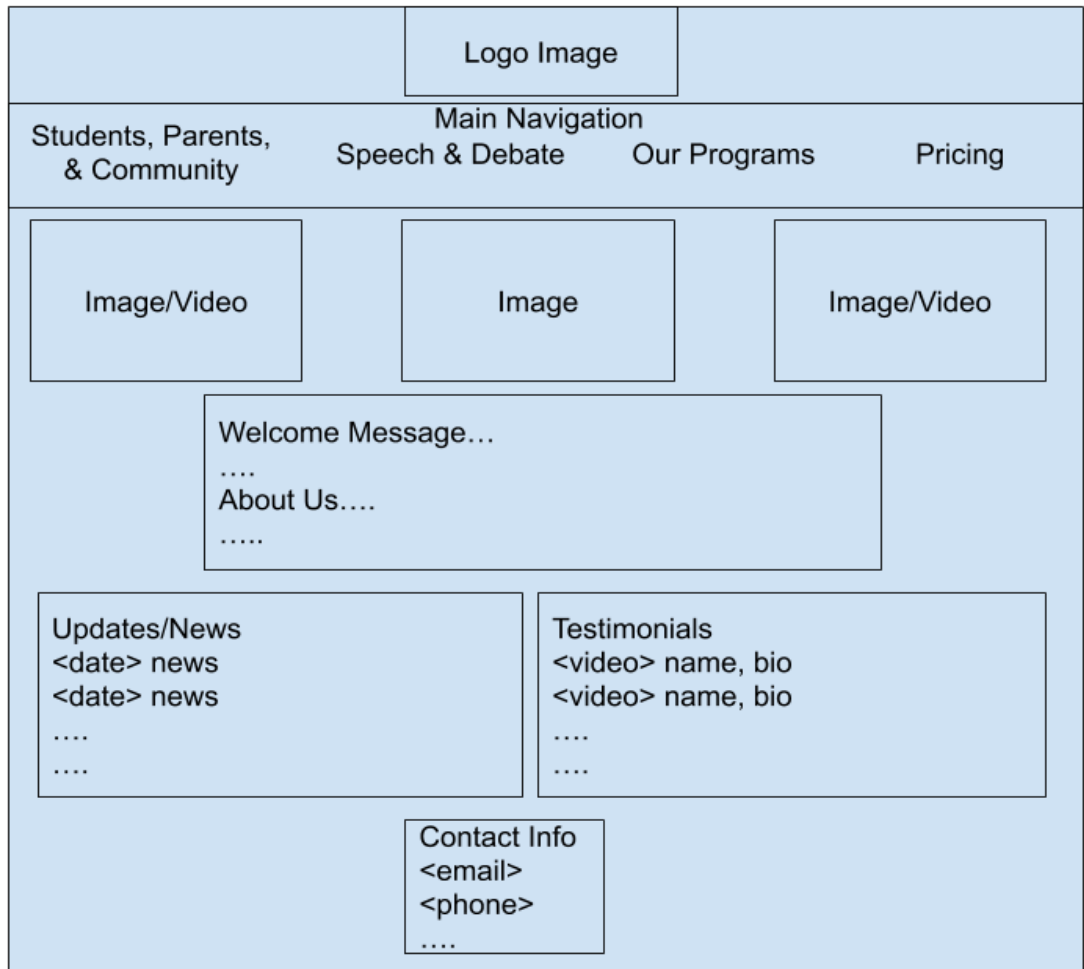 Logo Image
Main Navigation
Students, Parents,
& Community
Speech & Debate
Our Programs
Pricing
Image/Video
Image
Image/Video
Welcome Message…
….
About Us….
…..
Updates/News
<date> news
<date> news
….
….
Testimonials
<video> name, bio
<video> name, bio
….
….
Contact Info
<email>
<phone>
….